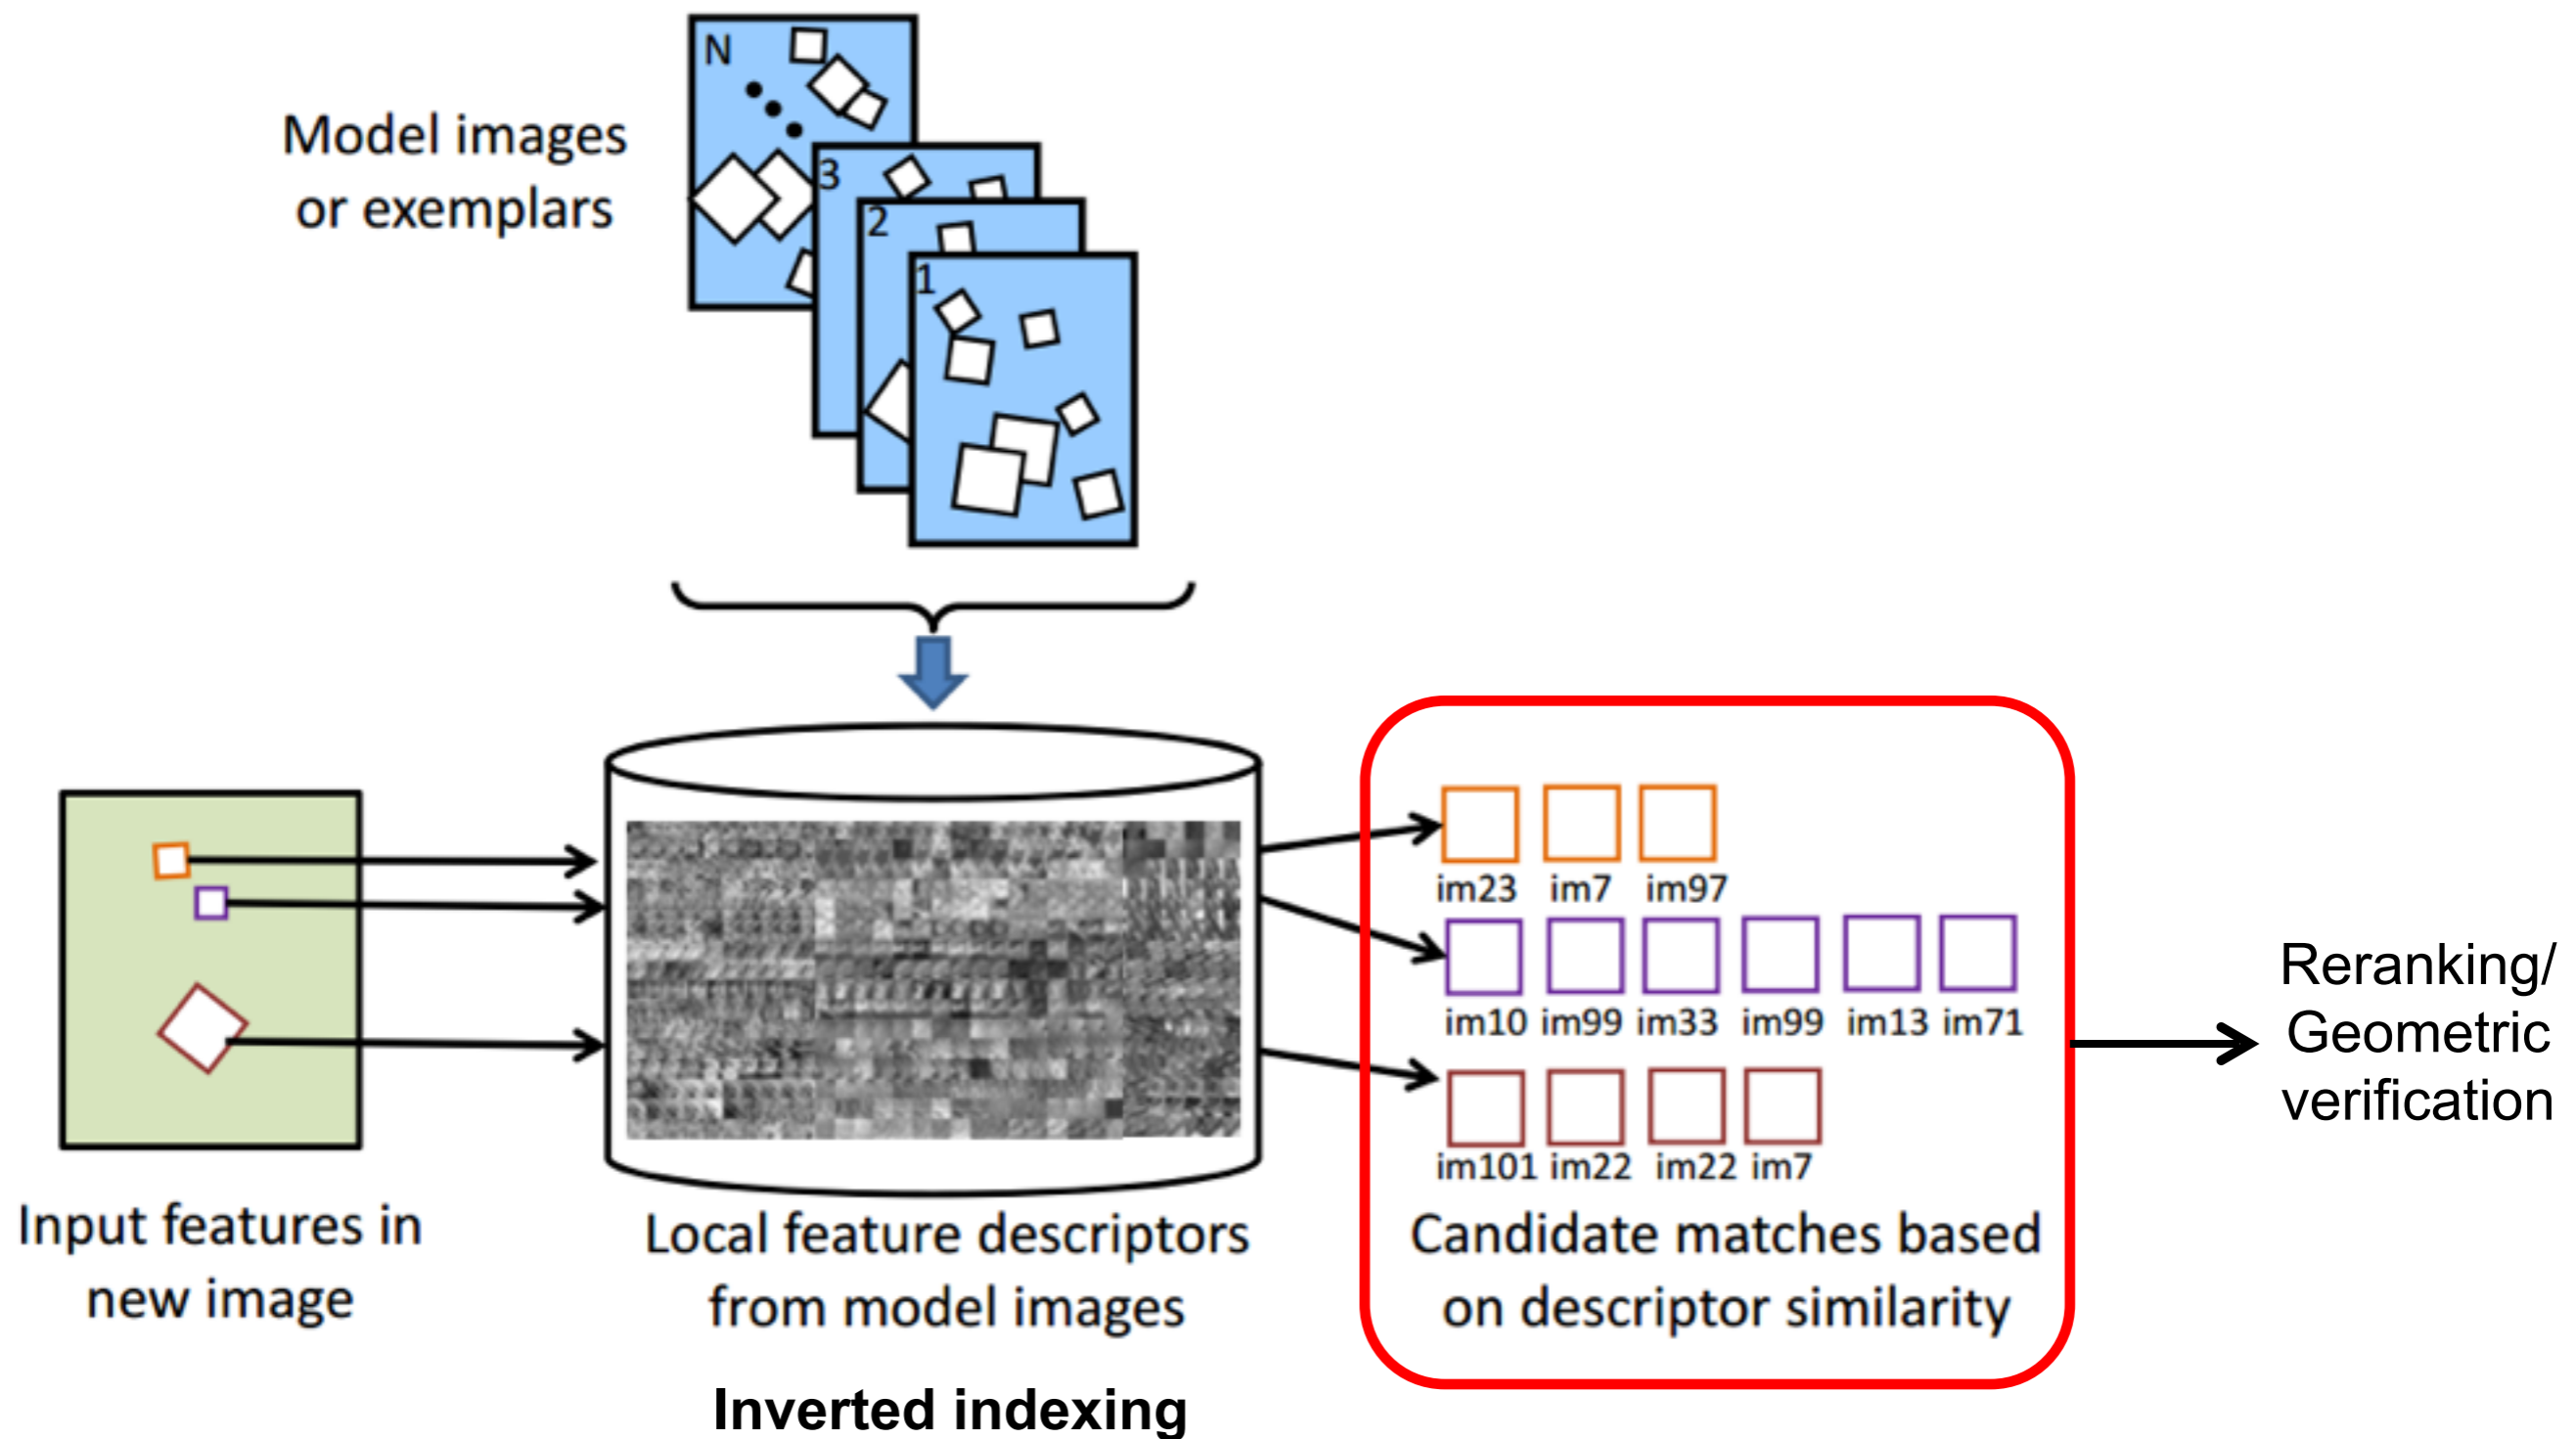 Model images
or exemplars
N
3
2
1
im23 im7 im97
im10 im99 im33 im99 im13 im71
im101 im22 im22 im7
Input features in
new image
Local feature descriptors
from model images
Inverted indexing
Candidate matches based
on descriptor similarity
Reranking/
Geometric
verification